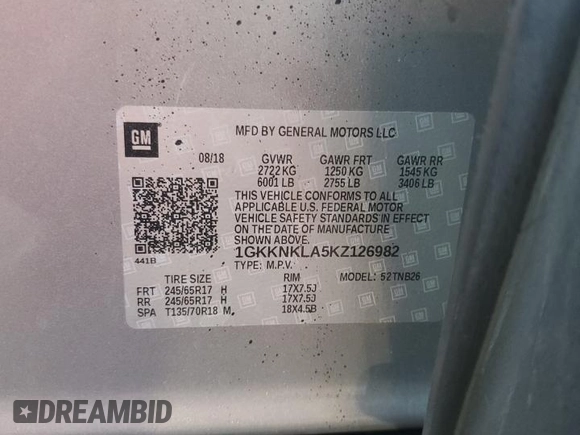 GM
MFD BY GENERAL MOTORS LLC
08/18 GVWR GAWR FRT GAWR RR
2722 KG 1250 KG 1545 KG
6001 LB 2755 LB 3406 LB
THIS VEHICLE CONFORMS TO ALL
APPLICABLE U.S. FEDERAL MOTOR
VEHICLE SAFETY STANDARDS IN EFFECT
ON THE DATE OF MANUFACTURE
SHOWN ABOVE.
1GKKNKLA5KZ126982
441B TYPE: M.P.V. MODEL: 52TNB26
TIRE SIZE RIM
FRT 245/65R17 H 17X7.5J
RR 245/65R17 H 17X7.5J
SPA T135/70R18 M 18X4.5B
DREAMBID